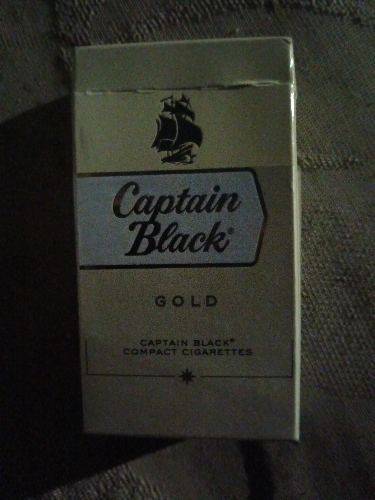 Captain
Black®
GOLD
CAPTAIN BLACK®
COMPACT CIGARETTES